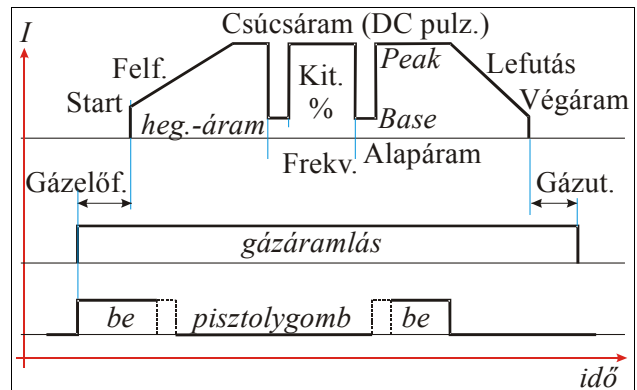 Csúcsáram (DC pulz.)
I
Felf.
Kit.
%
Peak
Lefutás
Start
Végáram
heg.-áram
Base
Frekv.
Alapáram
Gázelőf.
Gázut.
gázáramlás
be
pisztolygomb
be
idő